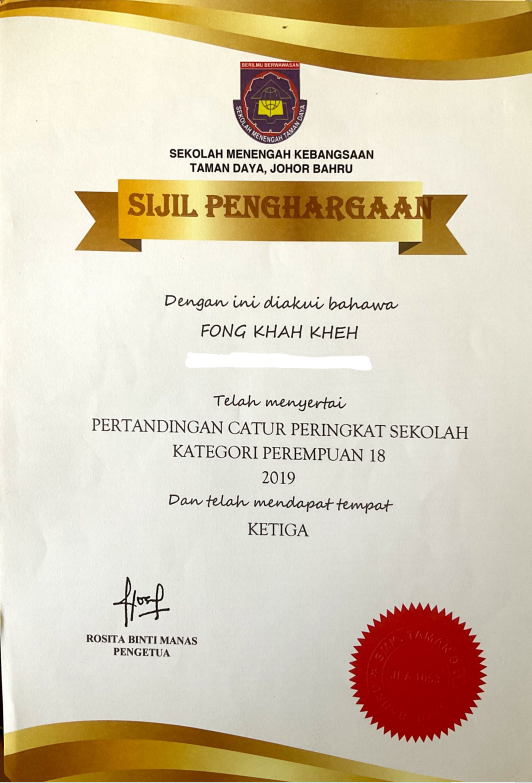 BERILMU BERWAWASAN
SEKOLAH MENENGAH TAMAN DAYA
SEKOLAH MENENGAH KEBANGSAAN
TAMAN DAYA, JOHOR BAHRU
SIJIL PENGHARGAAN
Dengan ini diakui bahawa
FONG KHAH KHEH
Telah menyertai
PERTANDINGAN CATUR PERINGKAT SEKOLAH
KATEGORI PEREMPUAN 18
2019
Dan telah mendapat tempat
KETIGA
ROSITA BINTI MANAS
PENGETUA
SMK TAMAN